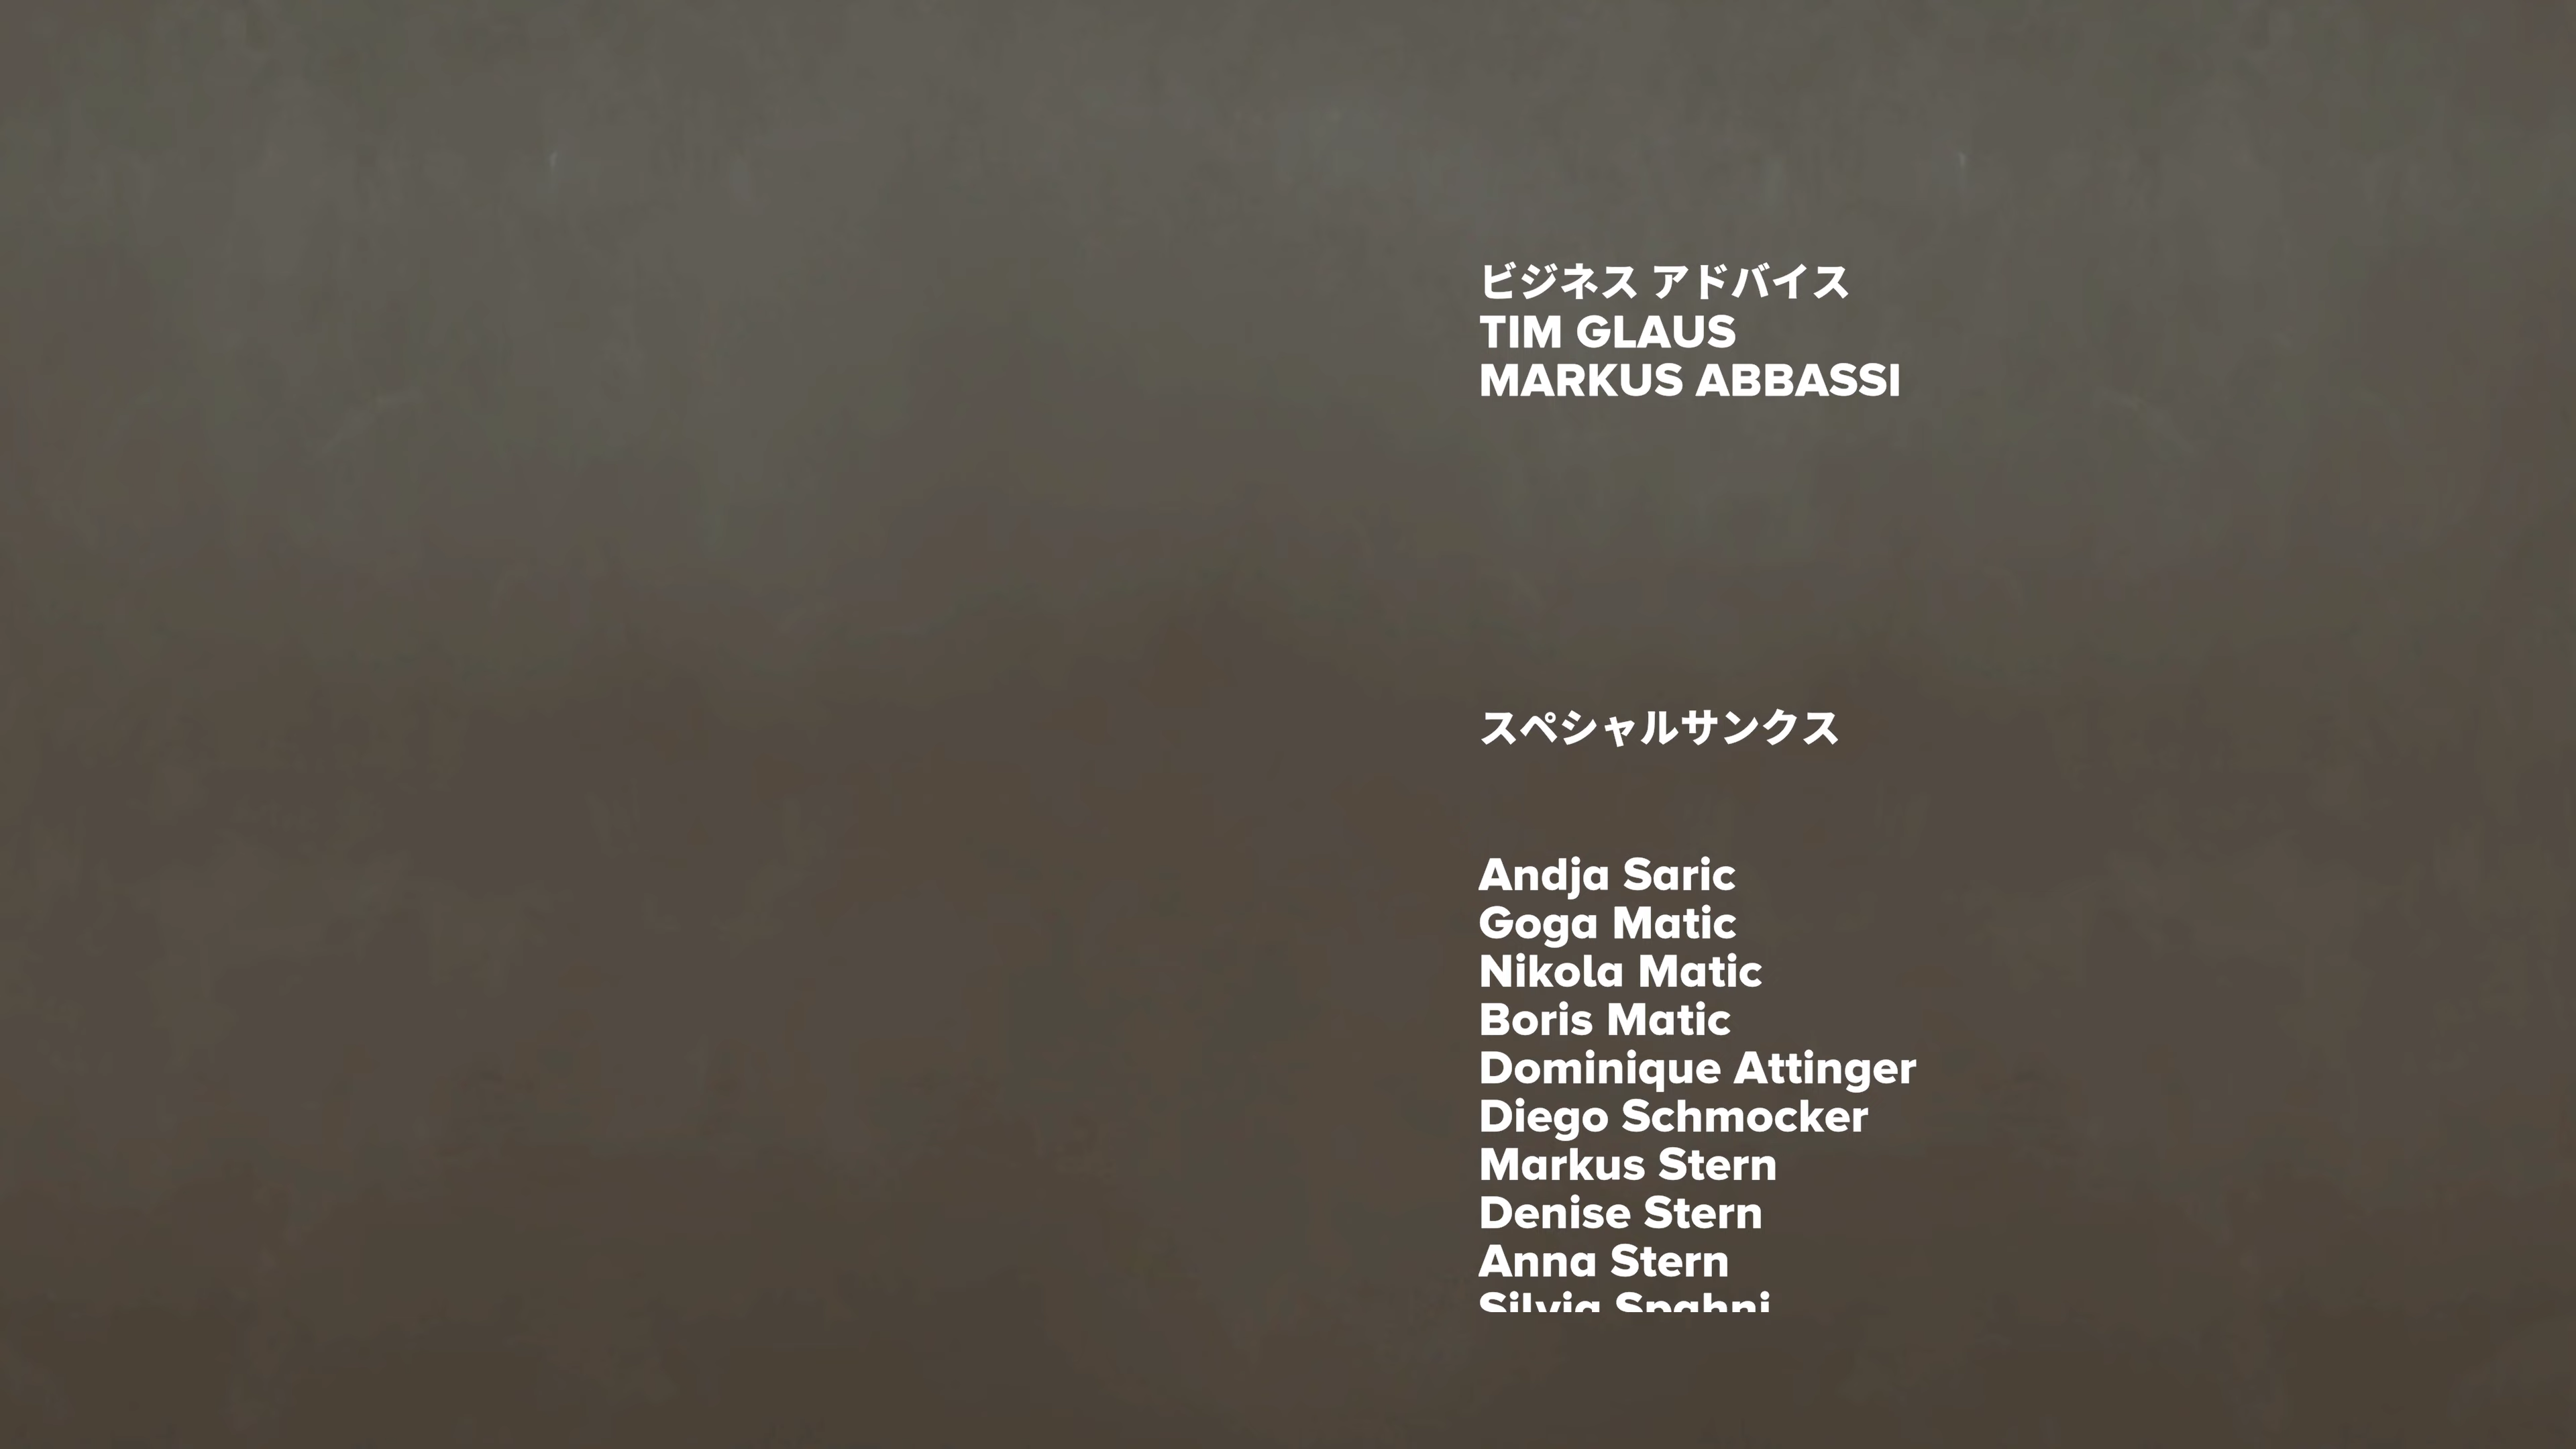 ビジネス アドバイス
TIM GLAUS
MARKUS ABBASSI
スペシャルサンクス
Andja Saric
Goga Matic
Nikola Matic
Boris Matic
Dominique Attinger
Diego Schmocker
Markus Stern
Denise Stern
Anna Stern
Silvia Spahni